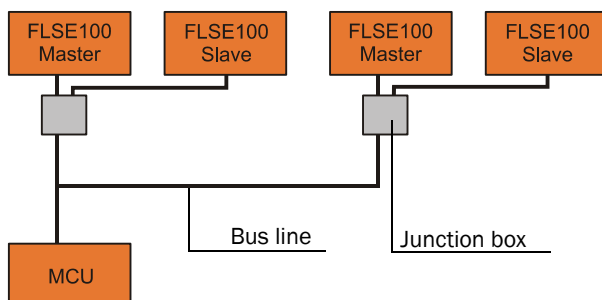 FLSE100
Master
FLSE100
Slave
FLSE100
Master
FLSE100
Slave
Bus line
Junction box
MCU